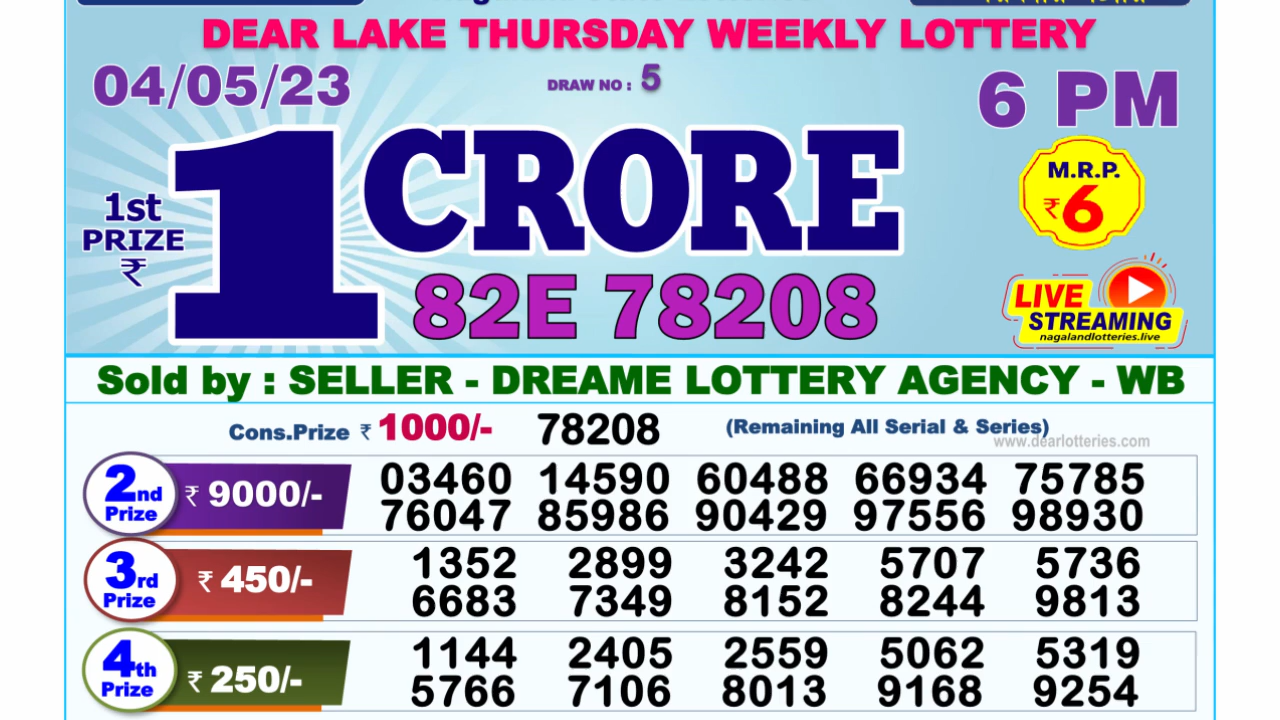 DEAR LAKE THURSDAY WEEKLY LOTTERY
04/05/23
DRAW NO : 5
6 PM
1st
PRIZE
₹
1 CRORE
82E 78208
M.R.P.
₹6
LIVE
STREAMING
nagalandlotteries.live
Sold by : SELLER - DREAME LOTTERY AGENCY - WB
Cons.Prize ₹ 1000/- 78208 (Remaining All Serial & Series)
www.dearlotteries.com
2nd Prize ₹ 9000/-
03460 14590 60488 66934 75785
76047 85986 90429 97556 98930
3rd Prize ₹ 450/-
1352 2899 3242 5707 5736
6683 7349 8152 8244 9813
4th Prize ₹ 250/-
1144 2405 2559 5062 5319
5766 7106 8013 9168 9254